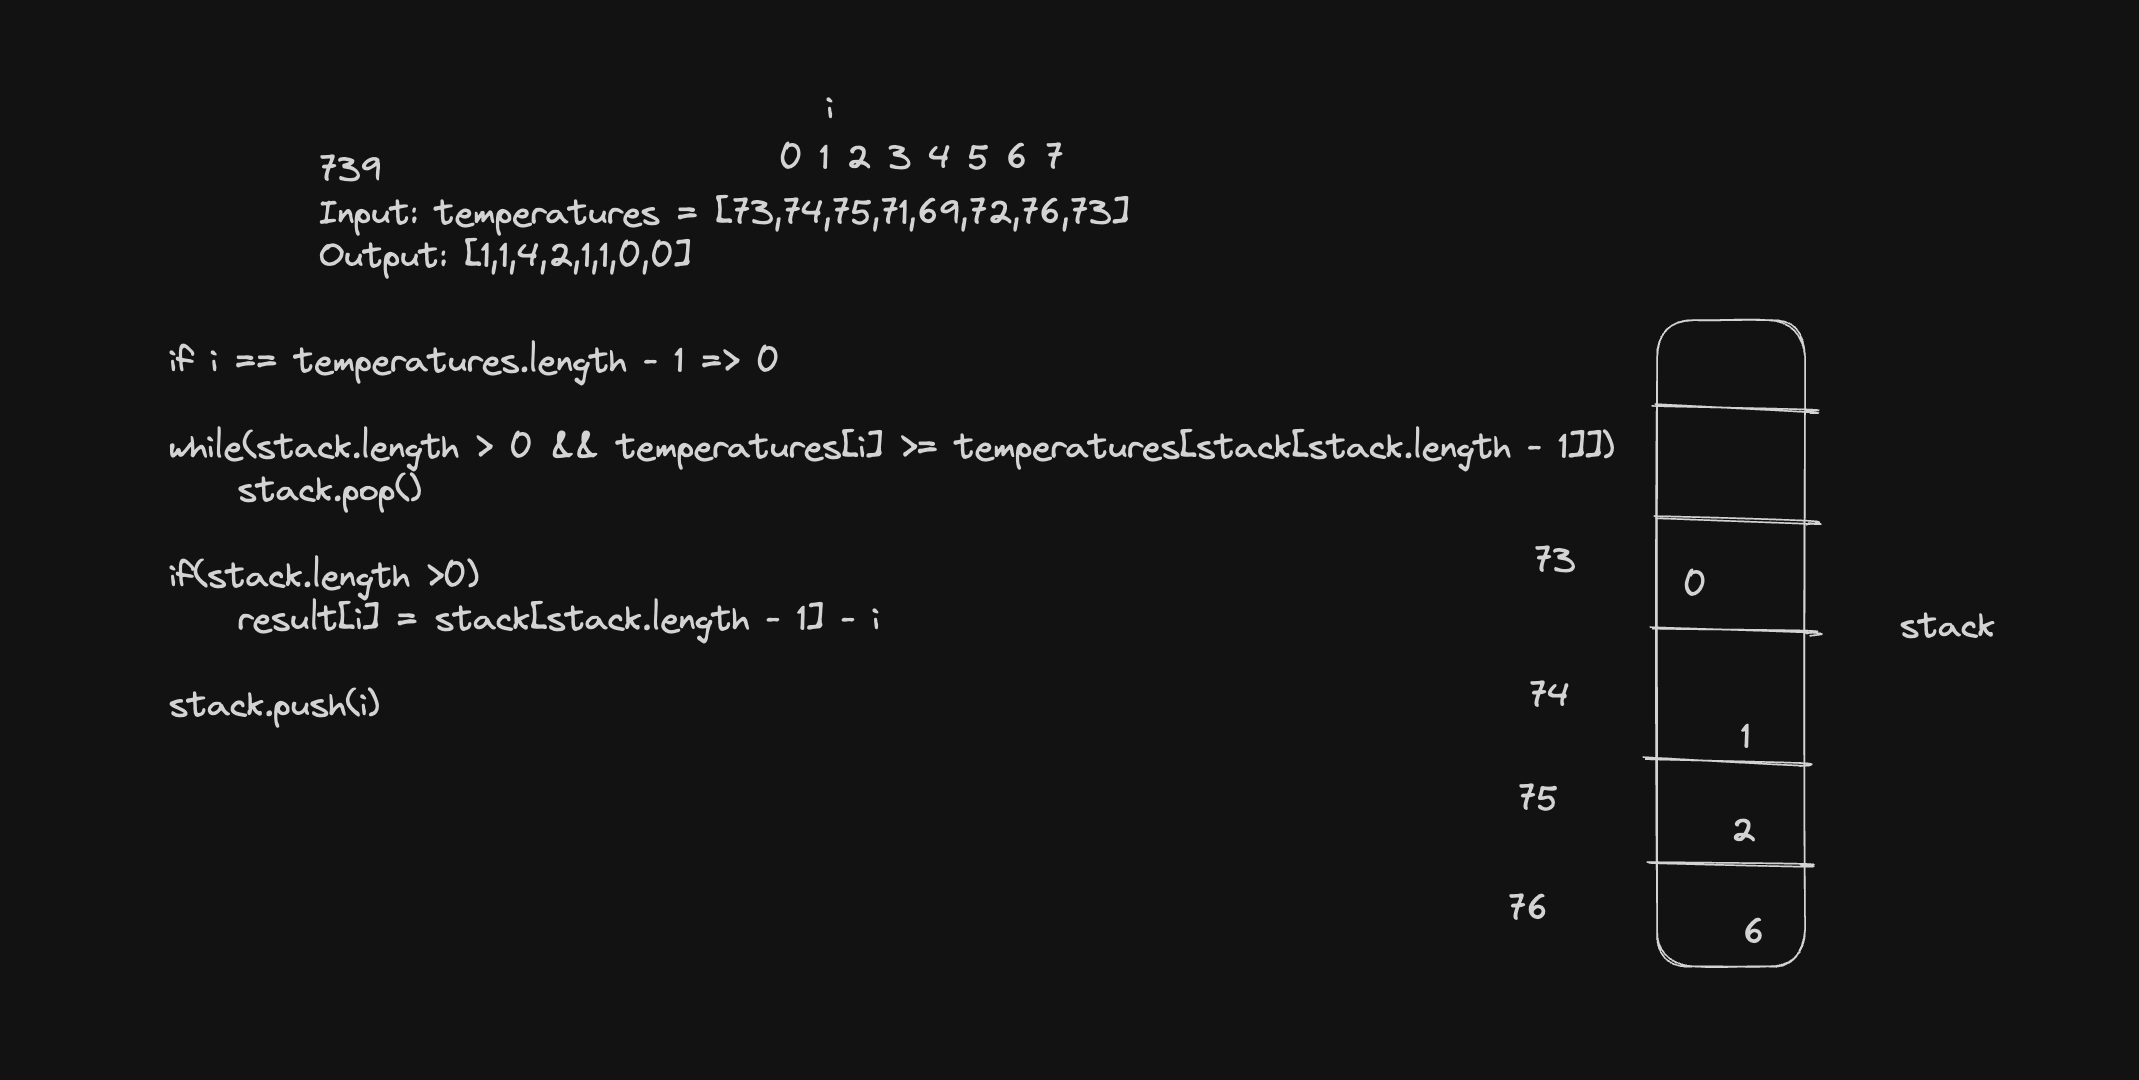 i
0 1 2 3 4 5 6 7
739
Input: temperatures = [73,74,75,71,69,72,76,73]
Output: [1,1,4,2,1,1,0,0]
if i == temperatures.length - 1 => 0
while(stack.length > 0 && temperatures[i] >= temperatures[stack[stack.length - 1]])
stack.pop()
if(stack.length >0)
result[i] = stack[stack.length - 1] - i
stack.push(i)
73
0
stack
74
1
75
2
76
6